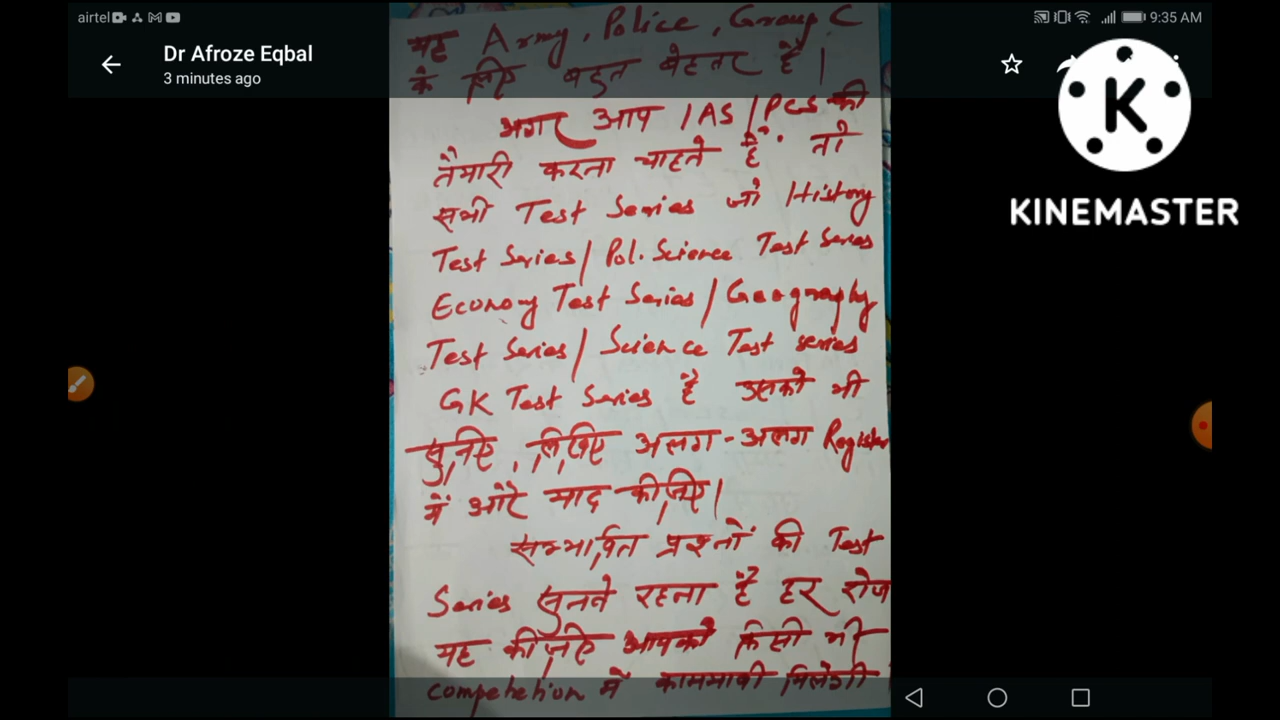 airtel
9:35 AM
Dr Afroze Eqbal
3 minutes ago
K
KINEMASTER
यह Army, Police, Group C
के लिए बहुत बेहतर है।
अगर आप IAS/PCS की
तैयारी करना चाहते हैं. तो
सभी Test Series जो History
Test Series/Pol. Science Test Series
Economy Test Series/Geography
Test Series/Science Test series
GK Test Series है उसको भी
सुनिए, लिखिए अलग-अलग Register
में और याद कीजिए।
सम्भावित प्रश्नों की Test
Series सुनते रहना है हर रोज
यह कीजिए आपको किसी भी
competetion में कामयाबी मिलेगी